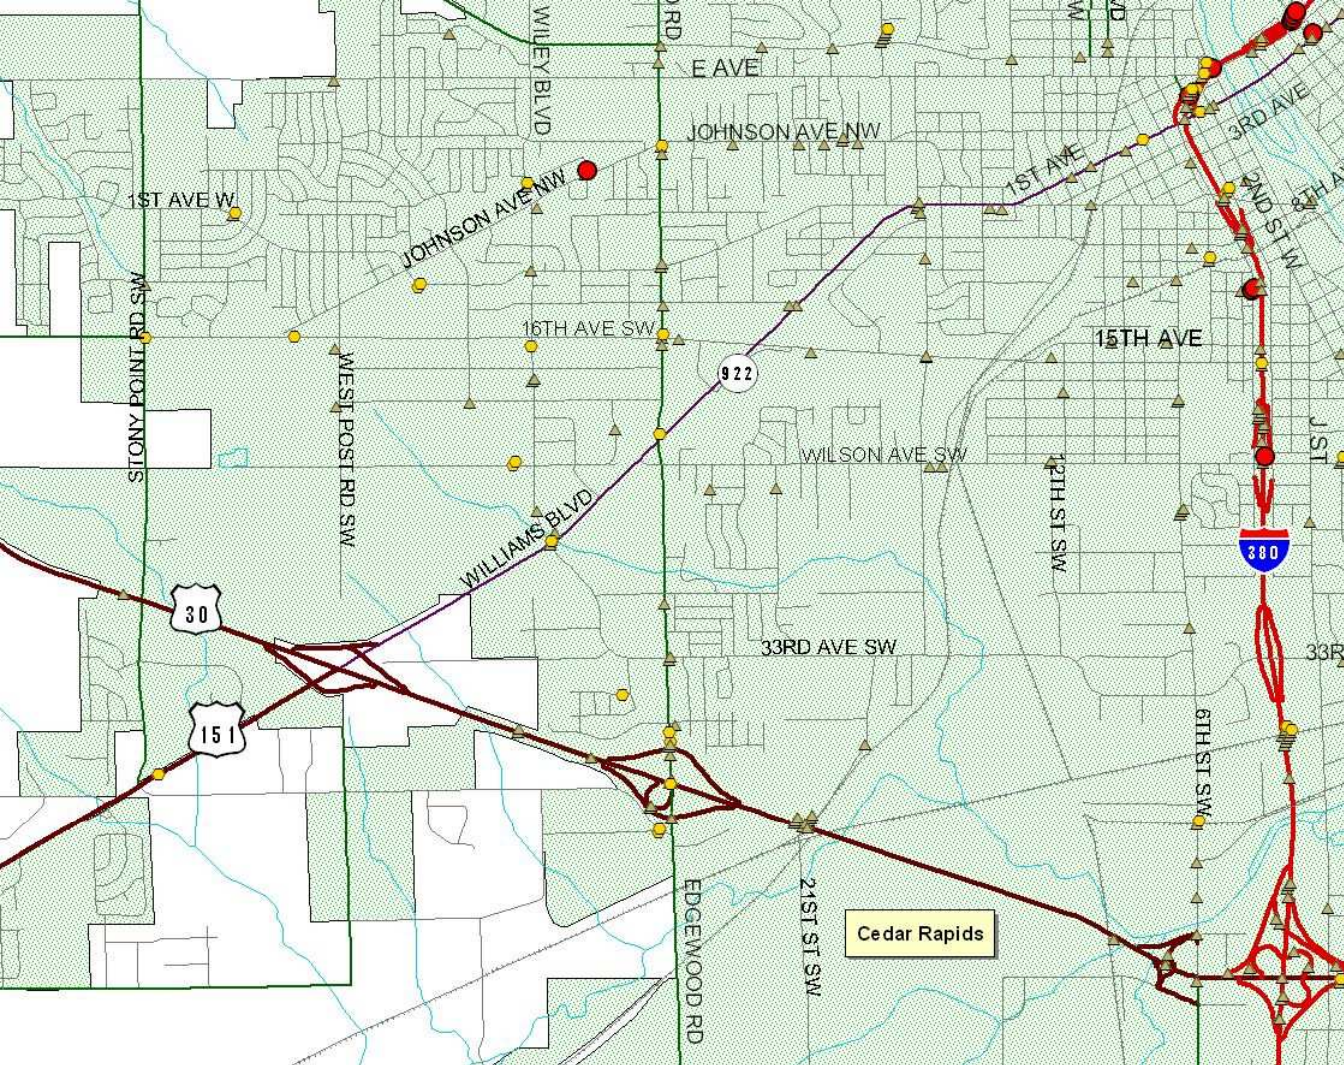 WILEY BLVD
E AVE
JOHNSON AVE NW
3RD AVE
1ST AVE
1ST AVE W
JOHNSON AVE NW
2ND ST W
8TH A
STONY POINT RD SW
16TH AVE SW
15TH AVE
WEST POST RD SW
922
J ST
WILSON AVE SW
12TH ST SW
WILLIAMS BLVD
380
30
33RD AVE SW
33R
151
6TH ST SW
EDGEWOOD RD
21ST ST SW
Cedar Rapids